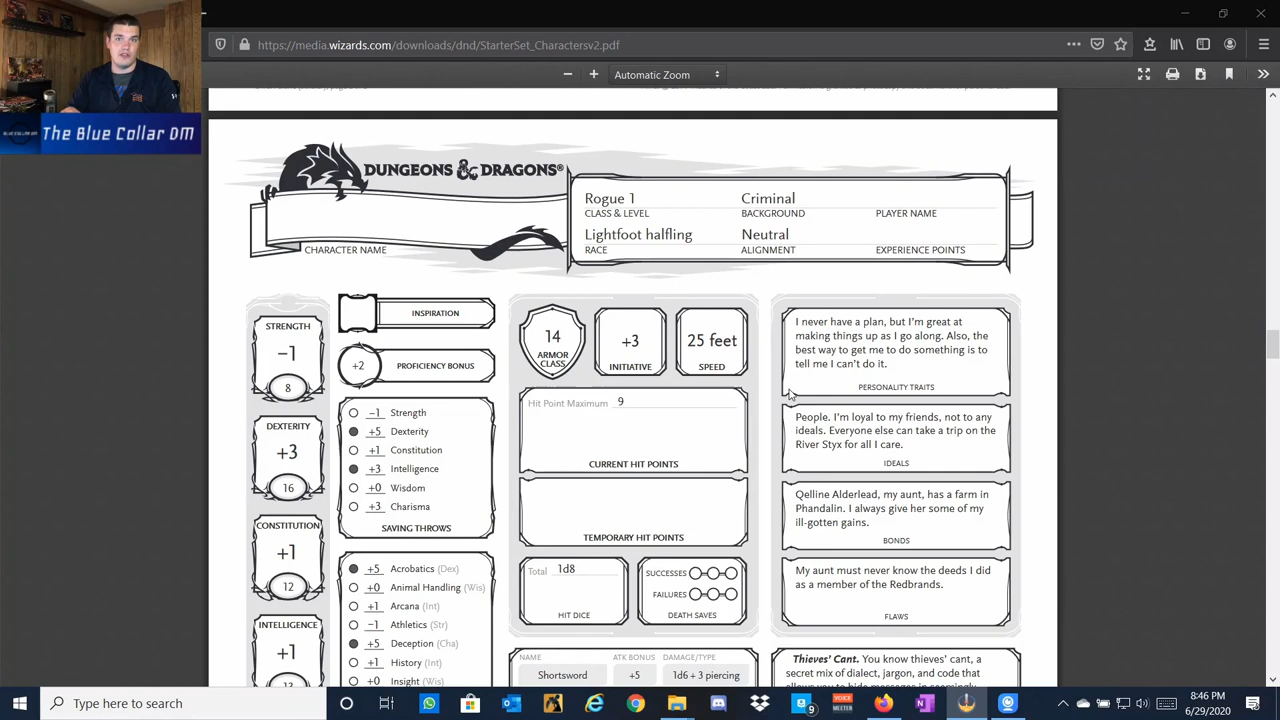 https://media.wizards.com/downloads/dnd/StarterSet_Charactersv2.pdf
Automatic Zoom
The Blue Collar DM
DUNGEONS & DRAGONS®
Rogue 1
Criminal
CLASS & LEVEL
BACKGROUND
PLAYER NAME
Lightfoot halfling
Neutral
CHARACTER NAME
RACE
ALIGNMENT
EXPERIENCE POINTS
STRENGTH
−1
8
DEXTERITY
+3
16
CONSTITUTION
+1
12
INTELLIGENCE
+1
INSPIRATION
+2
PROFICIENCY BONUS
−1 Strength
+5 Dexterity
+1 Constitution
+3 Intelligence
+0 Wisdom
+3 Charisma
SAVING THROWS
+5 Acrobatics (Dex)
+0 Animal Handling (Wis)
+1 Arcana (Int)
−1 Athletics (Str)
+5 Deception (Cha)
+1 History (Int)
+0 Insight (Wis)
14
ARMOR
CLASS
+3
INITIATIVE
25 feet
SPEED
Hit Point Maximum 9
CURRENT HIT POINTS
TEMPORARY HIT POINTS
Total 1d8
HIT DICE
SUCCESSES
FAILURES
DEATH SAVES
NAME
ATK BONUS
DAMAGE/TYPE
Shortsword
+5
1d6 + 3 piercing
I never have a plan, but I'm great at
making things up as I go along. Also, the
best way to get me to do something is to
tell me I can't do it.
PERSONALITY TRAITS
People. I'm loyal to my friends, not to any
ideals. Everyone else can take a trip on the
River Styx for all I care.
IDEALS
Qelline Alderlead, my aunt, has a farm in
Phandalin. I always give her some of my
ill-gotten gains.
BONDS
My aunt must never know the deeds I did
as a member of the Redbrands.
FLAWS
Thieves' Cant. You know thieves' cant, a
secret mix of dialect, jargon, and code that
Type here to search
9
VOICE
MEETER
8:46 PM
6/29/2020